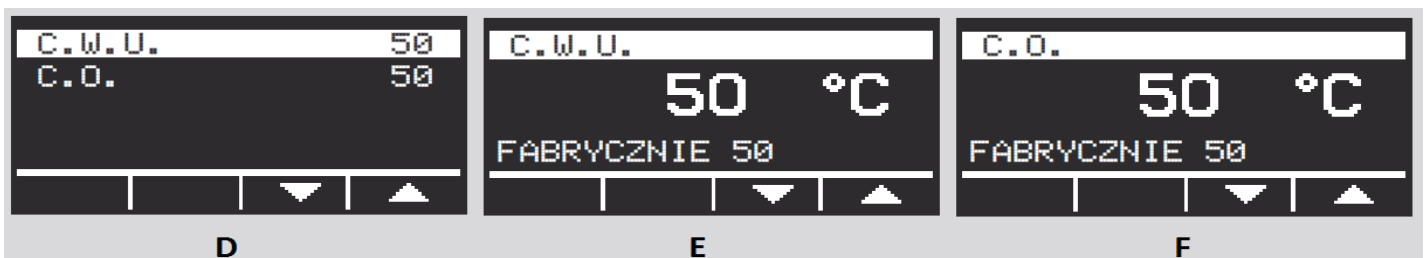 C.W.U. 50
C.O. 50
D
C.W.U.
50 °C
FABRYCZNIE 50
E
C.O.
50 °C
FABRYCZNIE 50
F